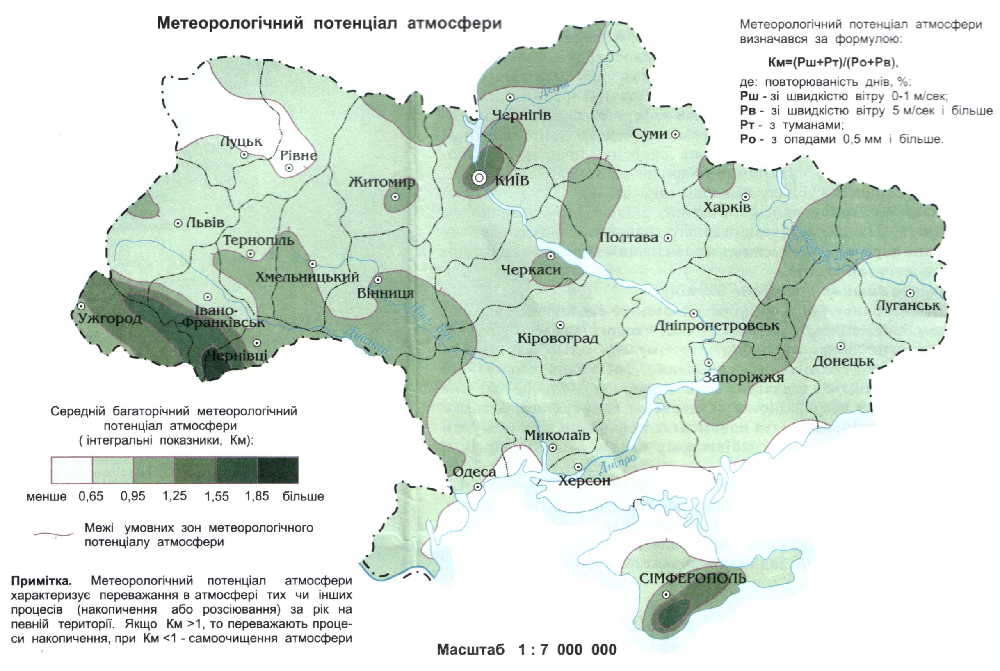 Метеорологічний потенціал атмосфери
Метеорологічний потенціал атмосфери
визначався за формулою:
Км=(Рш+Рт)/(Ро+Рв),
де: повторюваність днів, %:
Рш - зі швидкістю вітру 0-1 м/сек;
Рв - зі швидкістю вітру 5 м/сек і більше
Рт - з туманами;
Ро - з опадами 0,5 мм і більше.
Десна
Чернігів
Суми
Луцьк
Рівне
Житомир
КИЇВ
Харків
Львів
Сіверський Донець
Тернопіль
Полтава
Хмельницький
Черкаси
Вінниця
Івано-
-Франківськ
Ужгород
Півд. Буг
Луганськ
Дніпропетровськ
Дністер
Кіровоград
Чернівці
Донецьк
Запоріжжя
Миколаїв
Дніпро
Одеса
Херсон
СІМФЕРОПОЛЬ
Середній багаторічний метеорологічний
потенціал атмосфери
( інтегральні показники, Км):
менше 0,65 0,95 1,25 1,55 1,85 більше
Межі умовних зон метеорологічного
потенціалу атмосфери
Примітка. Метеорологічний потенціал атмосфери
характеризує переважання в атмосфері тих чи інших
процесів (накопичення або розсіювання) за рік на
певній території. Якщо Км >1, то переважають проце-
си накопичення, при Км <1 - самоочищення атмосфери
Масштаб 1 : 7 000 000